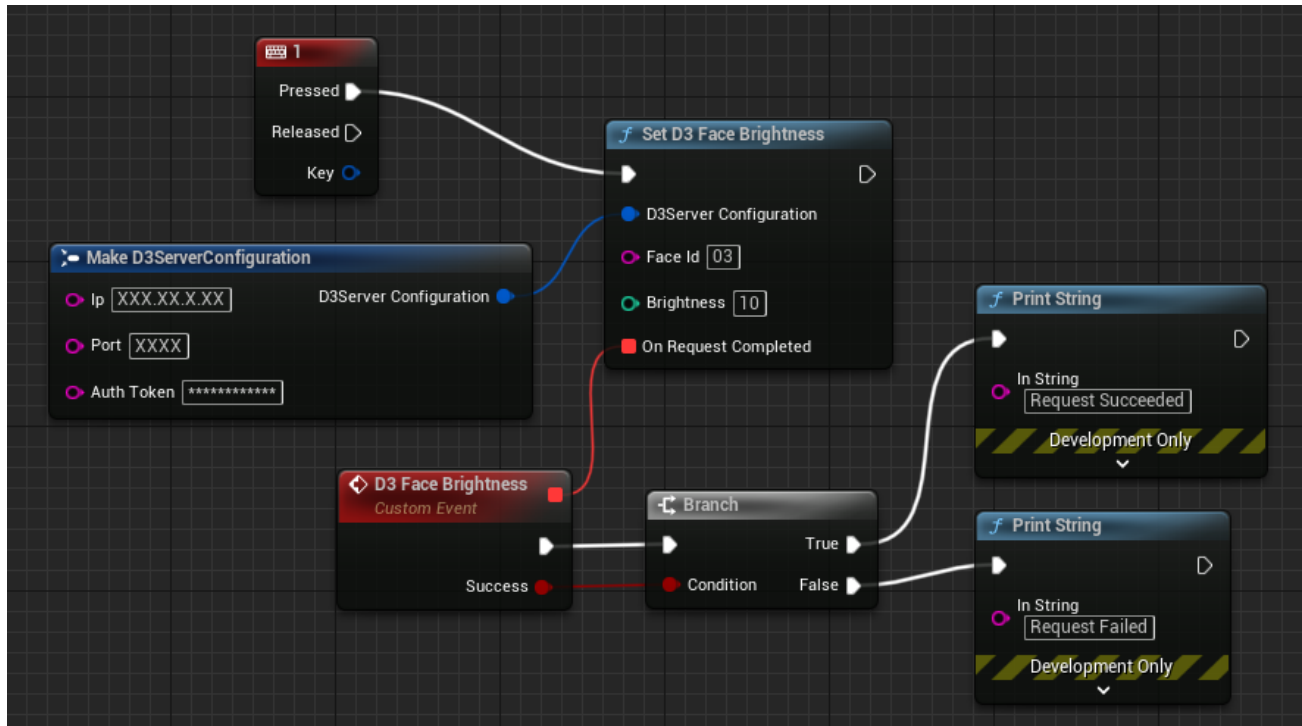 1
Pressed
Released
Key
Set D3 Face Brightness
D3Server Configuration
Face Id 03
Brightness 10
On Request Completed
Make D3ServerConfiguration
Ip XXX.XX.X.XX
D3Server Configuration
Port XXXX
Auth Token ************
Print String
In String
Request Succeeded
Development Only
D3 Face Brightness
Custom Event
Success
Branch
True
Condition
False
Print String
In String
Request Failed
Development Only